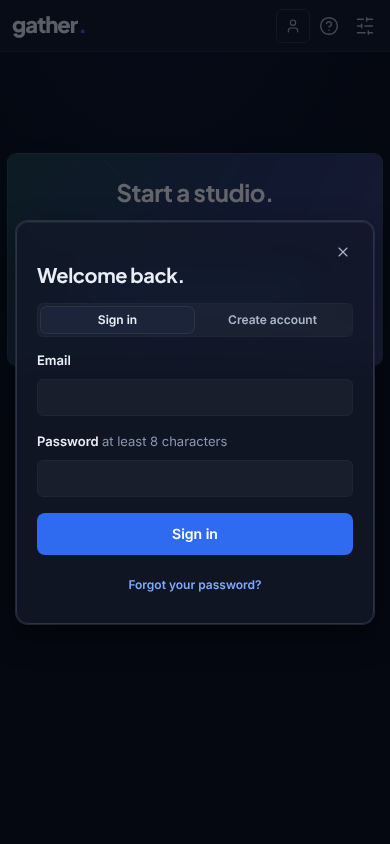 gather.
Start a studio.
Welcome back.
Sign in
Create account
Email
Password at least 8 characters
Sign in
Forgot your password?